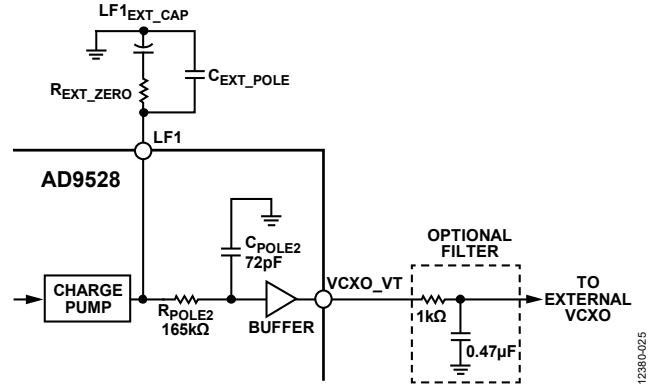 LF1EXT_CAP
REXT_ZERO
CEXT_POLE
LF1
AD9528
CPOLE2
72pF
OPTIONAL
FILTER
CHARGE
PUMP
RPOLE2
165kΩ
BUFFER
VCXO_VT
1kΩ
0.47µF
TO
EXTERNAL
VCXO
12380-025